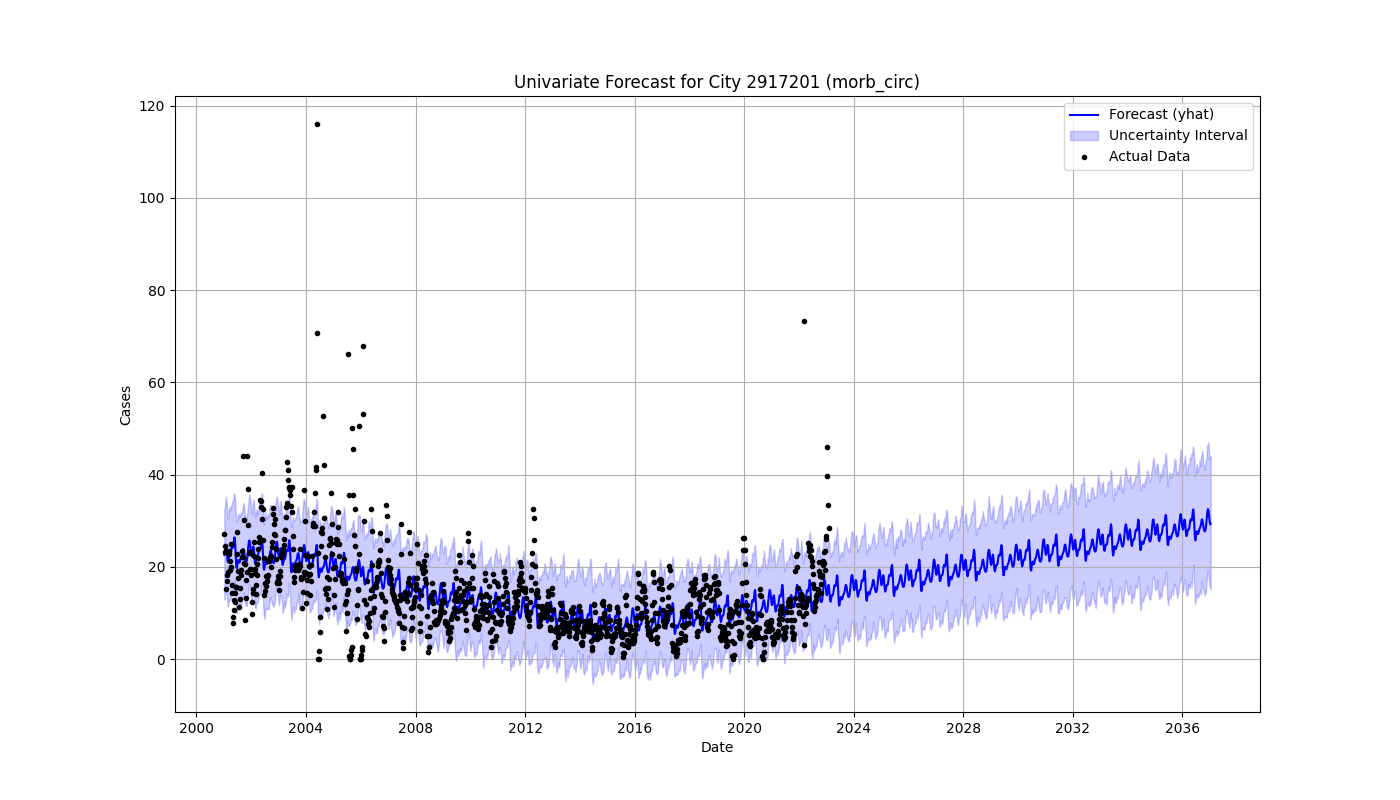 Univariate Forecast for City 2917201 (morb_circ)
Forecast (yhat)
Uncertainty Interval
Actual Data
Cases
120
100
80
60
40
20
0
2000 2004 2008 2012 2016 2020 2024 2028 2032 2036
Date